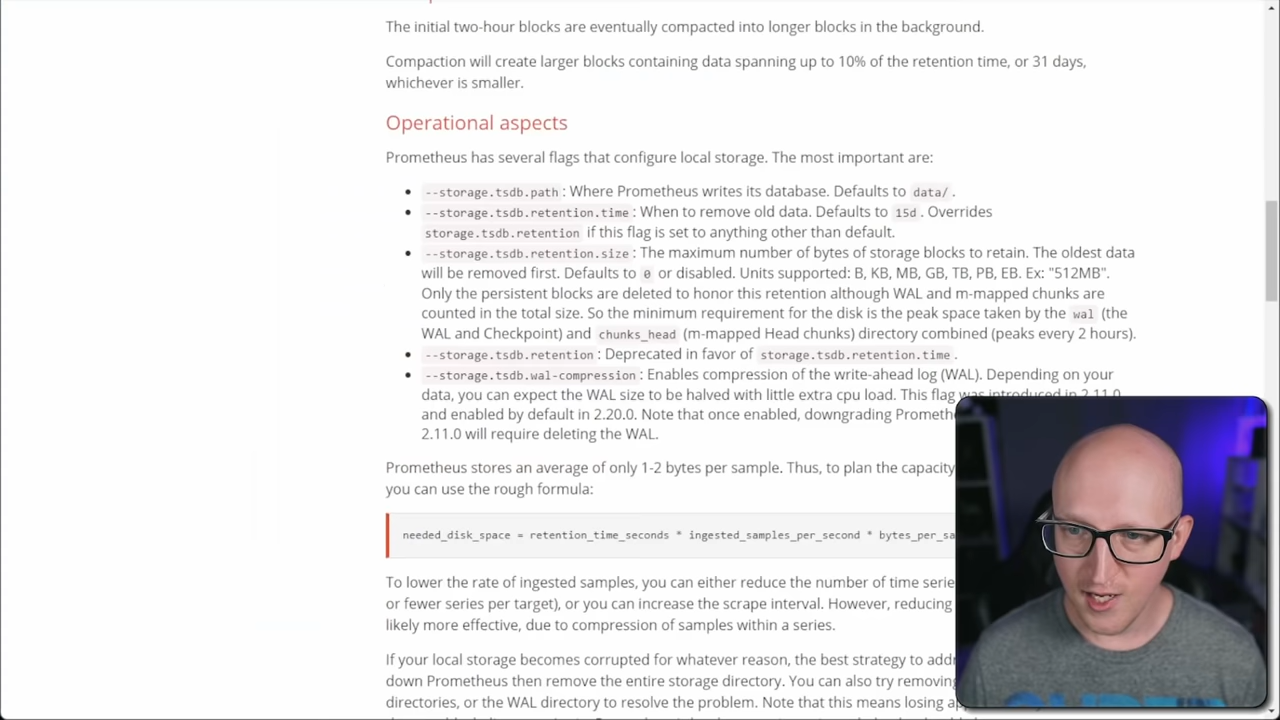 The initial two-hour blocks are eventually compacted into longer blocks in the background.
Compaction will create larger blocks containing data spanning up to 10% of the retention time, or 31 days,
whichever is smaller.
Operational aspects
Prometheus has several flags that configure local storage. The most important are:
--storage.tsdb.path: Where Prometheus writes its database. Defaults to data/.
--storage.tsdb.retention.time: When to remove old data. Defaults to 15d. Overrides
storage.tsdb.retention if this flag is set to anything other than default.
--storage.tsdb.retention.size: The maximum number of bytes of storage blocks to retain. The oldest data
will be removed first. Defaults to 0 or disabled. Units supported: B, KB, MB, GB, TB, PB, EB. Ex: "512MB".
Only the persistent blocks are deleted to honor this retention although WAL and m-mapped chunks are
counted in the total size. So the minimum requirement for the disk is the peak space taken by the wal (the
WAL and Checkpoint) and chunks_head (m-mapped Head chunks) directory combined (peaks every 2 hours).
--storage.tsdb.retention: Deprecated in favor of storage.tsdb.retention.time.
--storage.tsdb.wal-compression: Enables compression of the write-ahead log (WAL). Depending on your
data, you can expect the WAL size to be halved with little extra cpu load. This flag was introduced in 2.11.0
and enabled by default in 2.20.0. Note that once enabled, downgrading Prometh
2.11.0 will require deleting the WAL.
Prometheus stores an average of only 1-2 bytes per sample. Thus, to plan the capacity
you can use the rough formula:
needed_disk_space = retention_time_seconds * ingested_samples_per_second * bytes_per_sa
To lower the rate of ingested samples, you can either reduce the number of time serie
or fewer series per target), or you can increase the scrape interval. However, reducing
likely more effective, due to compression of samples within a series.
If your local storage becomes corrupted for whatever reason, the best strategy to addr
down Prometheus then remove the entire storage directory. You can also try removing
directories, or the WAL directory to resolve the problem. Note that this means losing ap